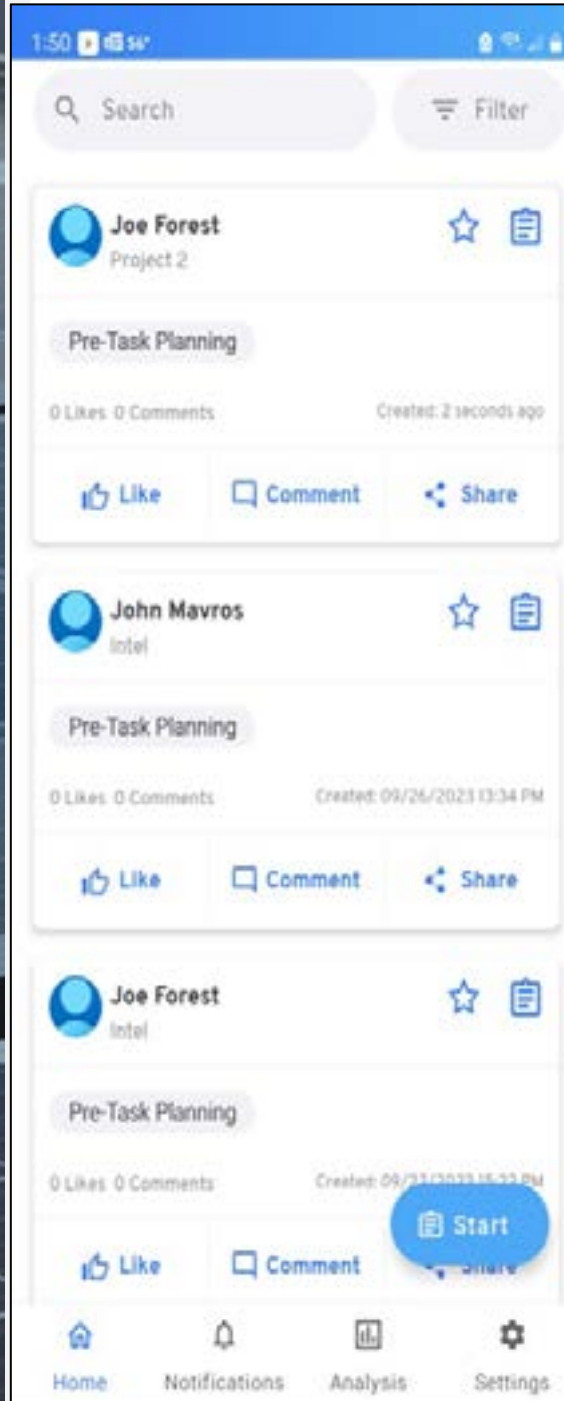 1:50 56°
Search
Filter
Joe Forest
Project 2
Pre-Task Planning
0 Likes 0 Comments
Created: 2 seconds ago
Like
Comment
Share
John Mavros
Intel
Pre-Task Planning
0 Likes 0 Comments
Created: 09/26/2023 13:34 PM
Like
Comment
Share
Joe Forest
Intel
Pre-Task Planning
0 Likes 0 Comments
Created:
Start
Like
Comment
Share
Home
Notifications
Analysis
Settings